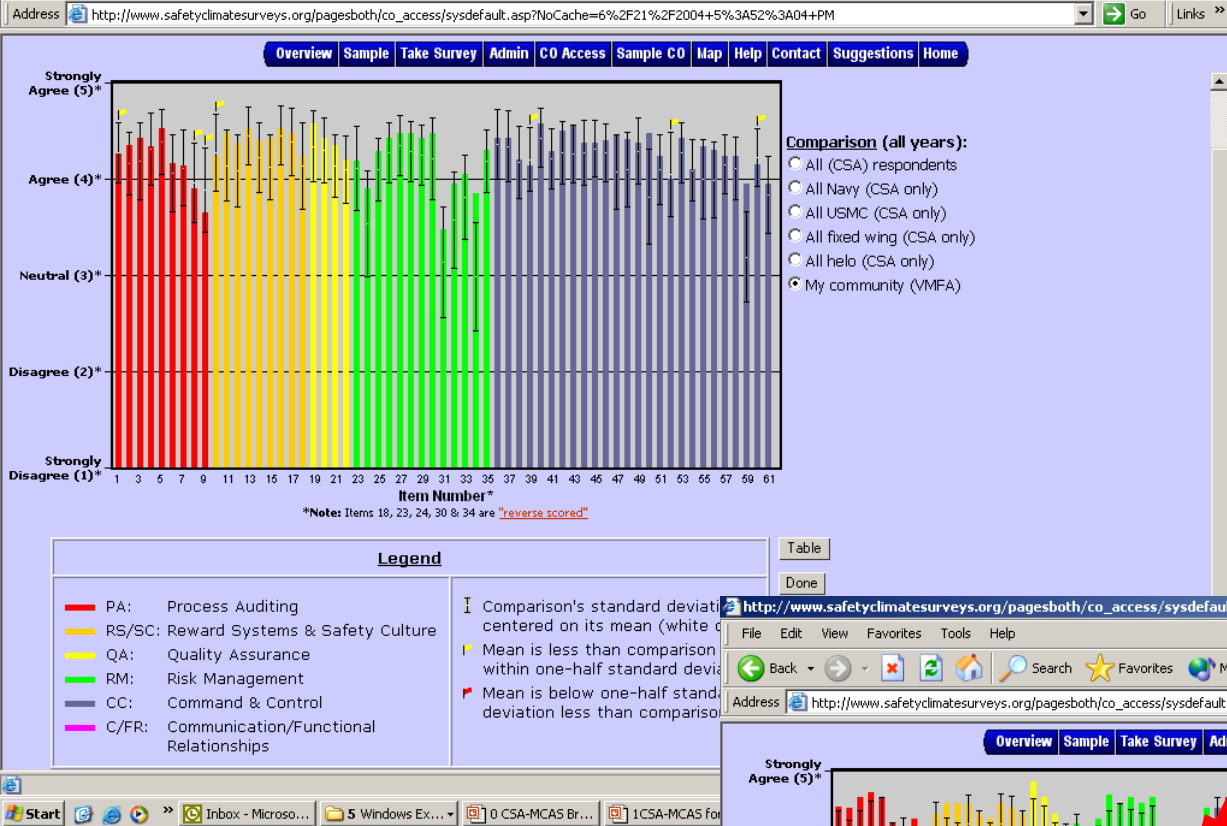 Address http://www.safetyclimatesurveys.org/pagesboth/co_access/sysdefault.asp?NoCache=6%2F21%2F2004+5%3A52%3A04+PM Go Links »
Overview Sample Take Survey Admin CO Access Sample CO Map Help Contact Suggestions Home
Strongly
Agree (5)*
Agree (4)*
Neutral (3)*
Disagree (2)*
Strongly
Disagree (1)*
1 3 5 7 9 11 13 15 17 19 21 23 25 27 29 31 33 35 37 39 41 43 45 47 49 51 53 55 57 59 61
Item Number*
*Note: Items 18, 23, 24, 30 & 34 are "reverse scored"
Comparison (all years):
All (CSA) respondents
All Navy (CSA only)
All USMC (CSA only)
All fixed wing (CSA only)
All helo (CSA only)
My community (VMFA)
Table
Done
Legend
PA: Process Auditing
RS/SC: Reward Systems & Safety Culture
QA: Quality Assurance
RM: Risk Management
CC: Command & Control
C/FR: Communication/Functional
Relationships
Comparison's standard deviati
centered on its mean (white
Mean is less than comparison
within one-half standard devia
Mean is below one-half standa
deviation less than compariso
http://www.safetyclimatesurveys.org/pagesboth/co_access/sysdefau
File Edit View Favorites Tools Help
Back Search Favorites M
Address http://www.safetyclimatesurveys.org/pagesboth/co_access/sysdefault
Overview Sample Take Survey Ad
Strongly
Agree (5)*
Start » Inbox - Microso... 5 Windows Ex... 0 CSA-MCAS Br... 1CSA-MCAS for